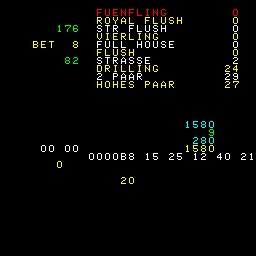 FUENFLING 0
ROYAL FLUSH 0
176 STR FLUSH 0
VIERLING 0
BET 8 FULL HOUSE 0
FLUSH 0
82 STRASSE 2
DRILLING 24
2 PAAR 29
HOHES PAAR 27
1580
9
280
00 00 1580
0000B8 15 25 12 40 21
0
20